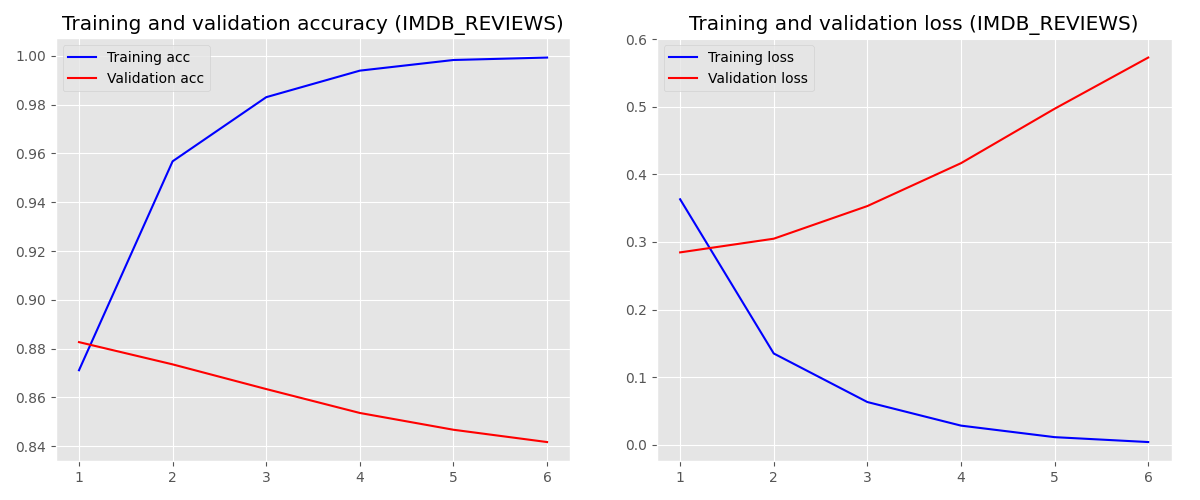 Training and validation accuracy (IMDB_REVIEWS)
Training acc
Validation acc
1.00
0.98
0.96
0.94
0.92
0.90
0.88
0.86
0.84
1 2 3 4 5 6
Training and validation loss (IMDB_REVIEWS)
Training loss
Validation loss
0.6
0.5
0.4
0.3
0.2
0.1
0.0
1 2 3 4 5 6